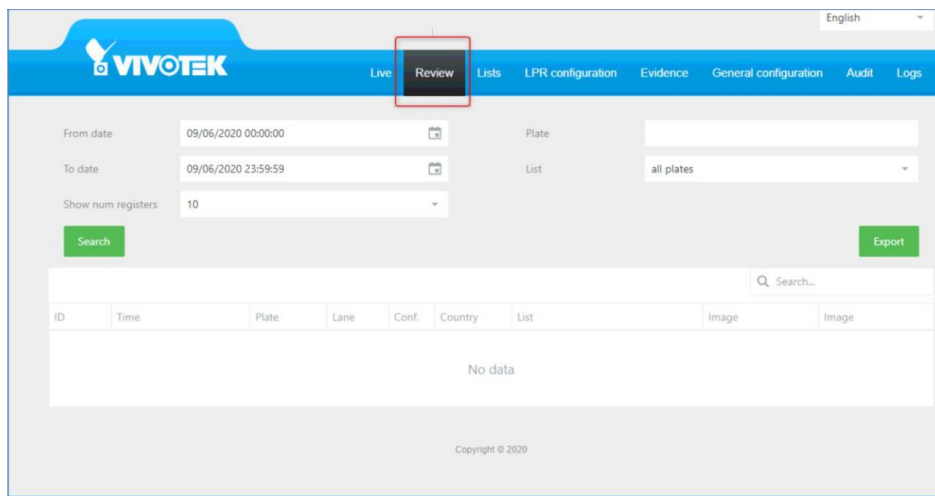 English
VIVOTEK
Live Review Lists LPR configuration Evidence General configuration Audit Logs
From date 09/06/2020 00:00:00 Plate
To date 09/06/2020 23:59:59 List all plates
Show num registers 10
Search Export
Search...
ID Time Plate Lane Conf. Country List Image Image
No data
Copyright © 2020